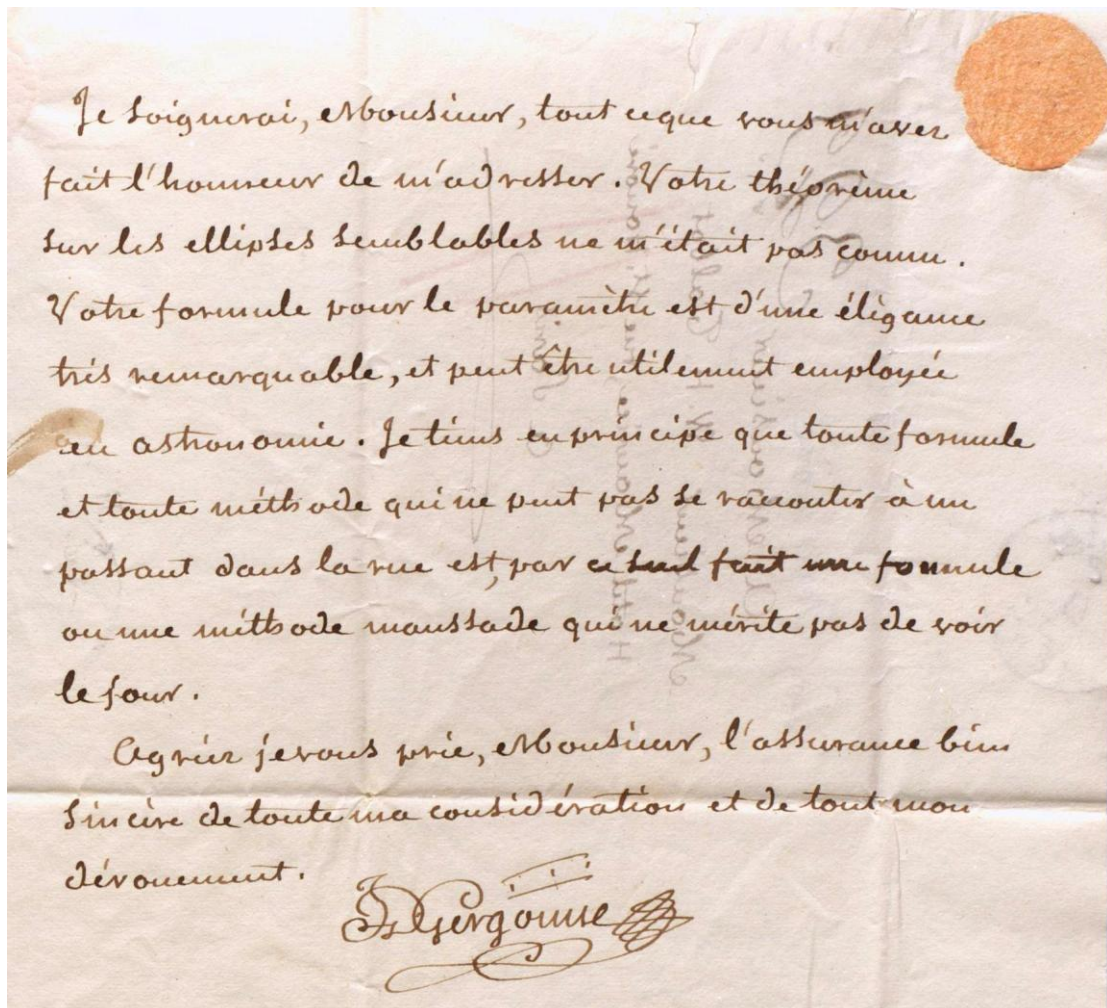 Je soignerai, Monsieur, tout ce que vous m'avez
fait l'honneur de m'adresser. Votre théorème
sur les ellipses semblables ne m'était pas connu.
Votre formule pour le paramètre est d'une élégance
très remarquable, et peut être utilement employée
en astronomie. Je tiens en principe que toute formule
et toute méthode qui ne peut pas se raconter à un
passant dans la rue est, par ce seul fait une formule
ou une méthode maussade qui ne mérite pas de voir
le jour.
Agréez je vous prie, Monsieur, l'assurance bien
sincère de toute ma considération et de tout mon
dévouement.
JDGergonne